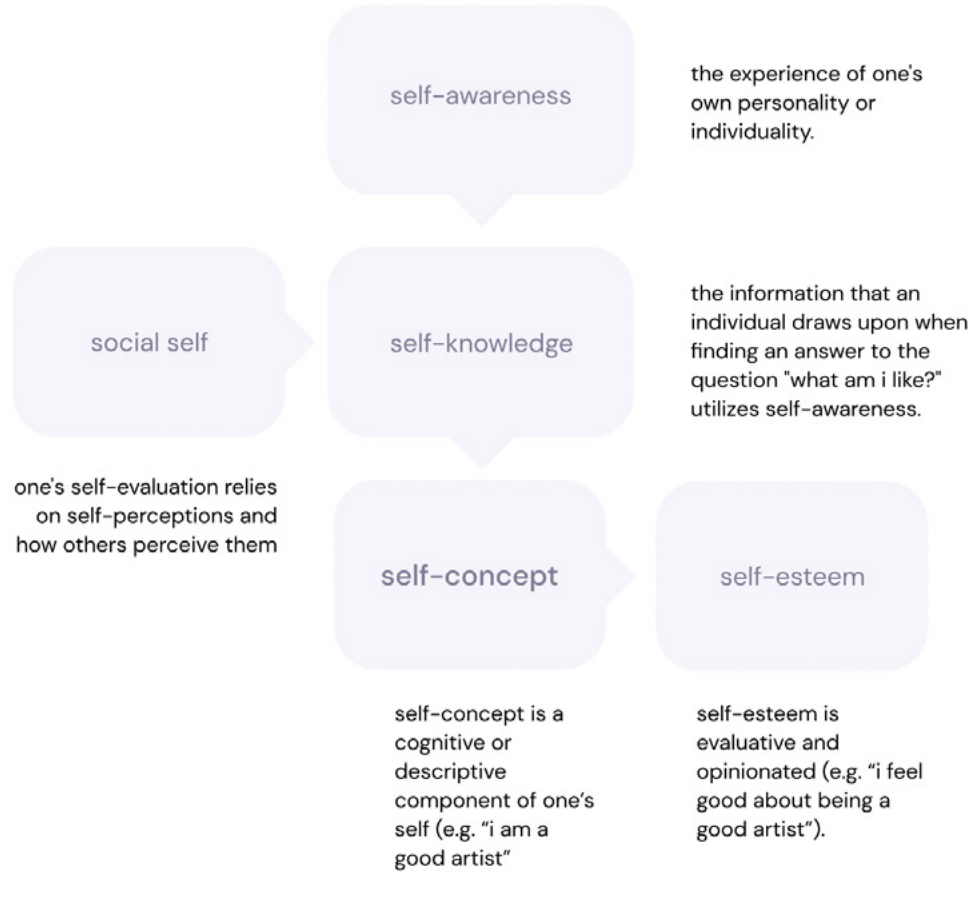 self-awareness
the experience of one's
own personality or
individuality.
social self
self-knowledge
the information that an
individual draws upon when
finding an answer to the
question "what am i like?"
utilizes self-awareness.
one's self-evaluation relies
on self-perceptions and
how others perceive them
self-concept
self-esteem
self-concept is a
cognitive or
descriptive
component of one’s
self (e.g. “i am a
good artist”
self-esteem is
evaluative and
opinionated (e.g. “i feel
good about being a
good artist”).